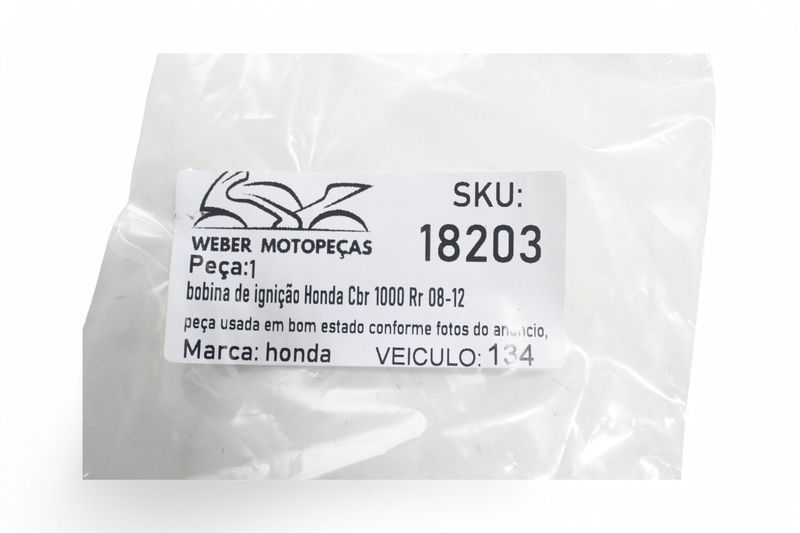 WEBER MOTOPEÇAS
SKU:
18203
Peça:1
bobina de ignição Honda Cbr 1000 Rr 08-12
peça usada em bom estado conforme fotos do anúncio,
Marca: honda VEICULO: 134